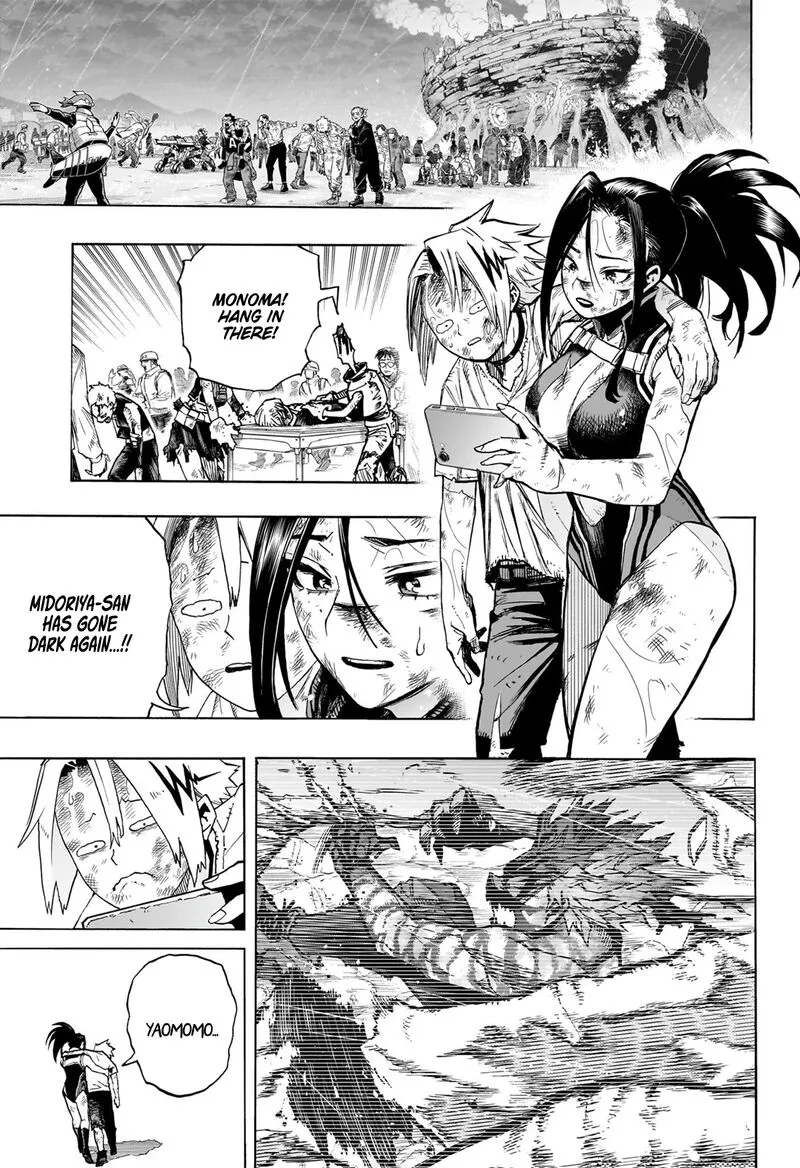 MONOMA!
HANG IN
THERE!
MIDORIYA-SAN
HAS GONE
DARK AGAIN...!!
YAOMOMO...